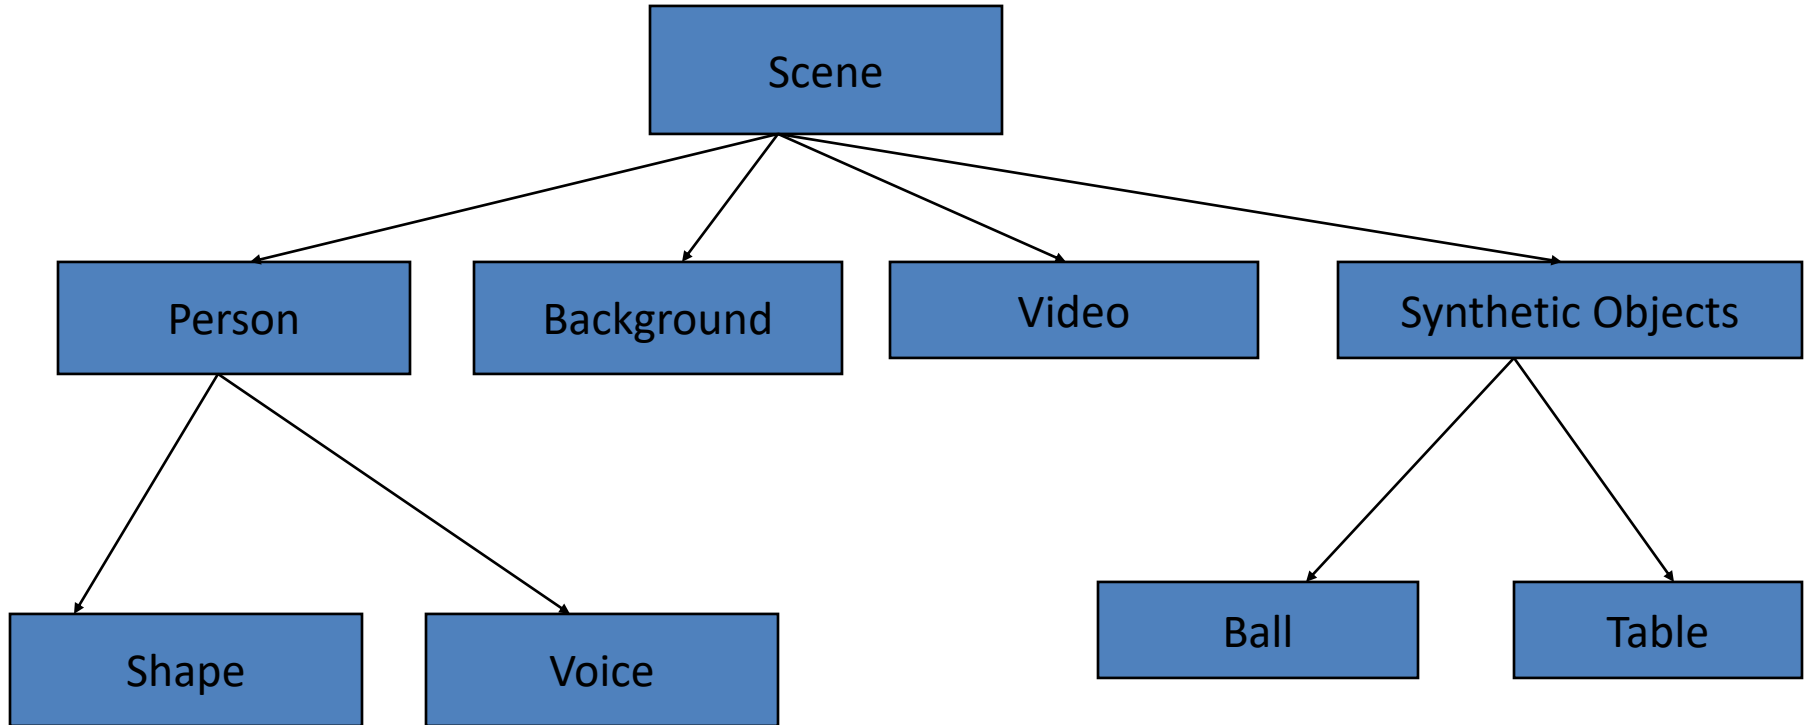 Scene
Person
Background
Video
Synthetic Objects
Shape
Voice
Ball
Table